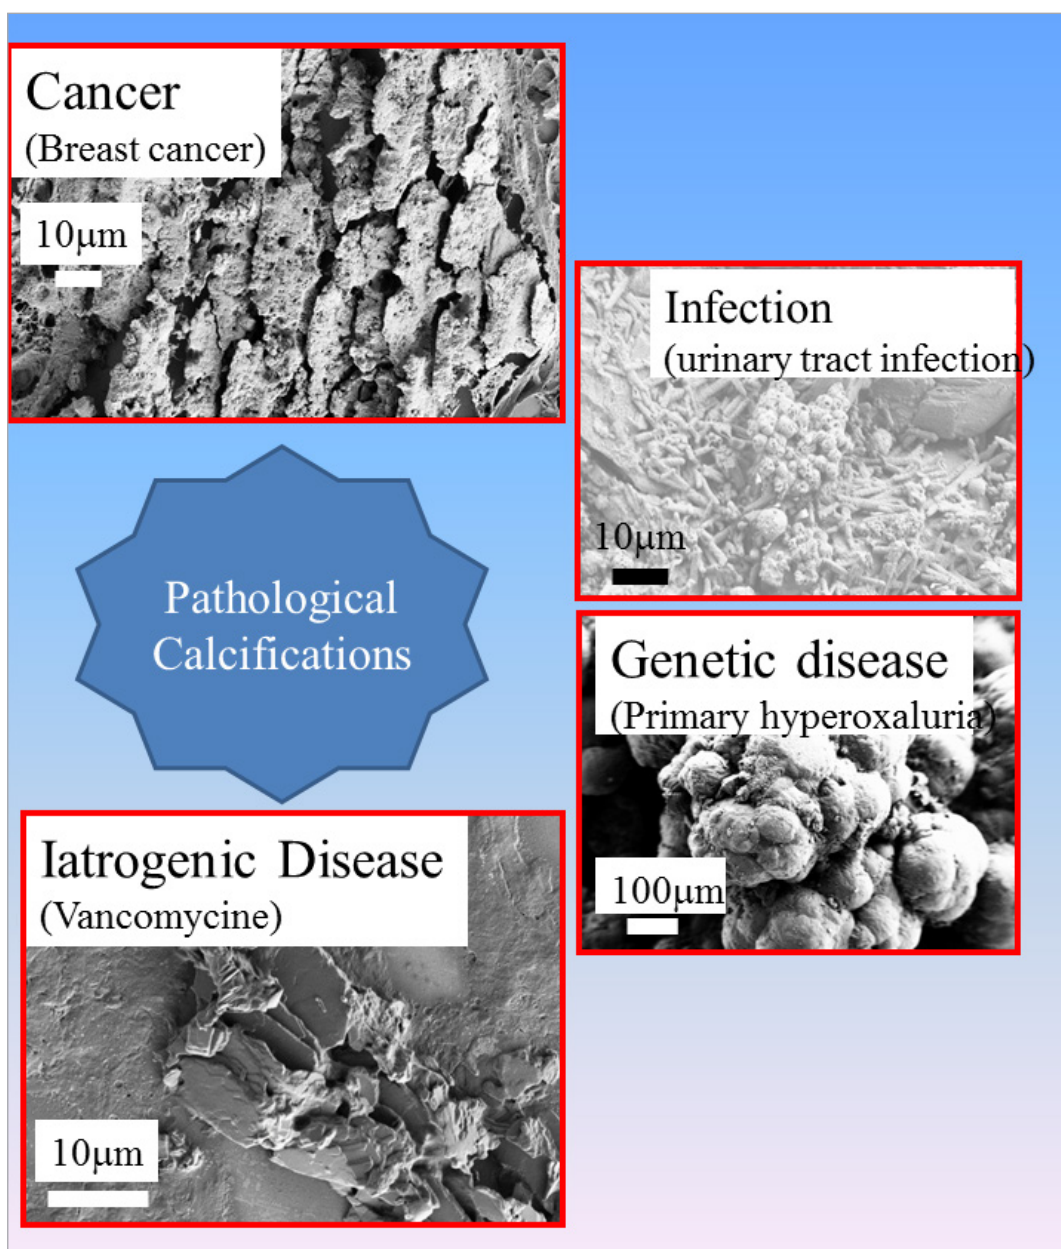 Cancer
(Breast cancer)
10μm
Infection
(urinary tract infection)
10μm
Pathological
Calcifications
Genetic disease
(Primary hyperoxaluria)
100μm
Iatrogenic Disease
(Vancomycine)
10μm